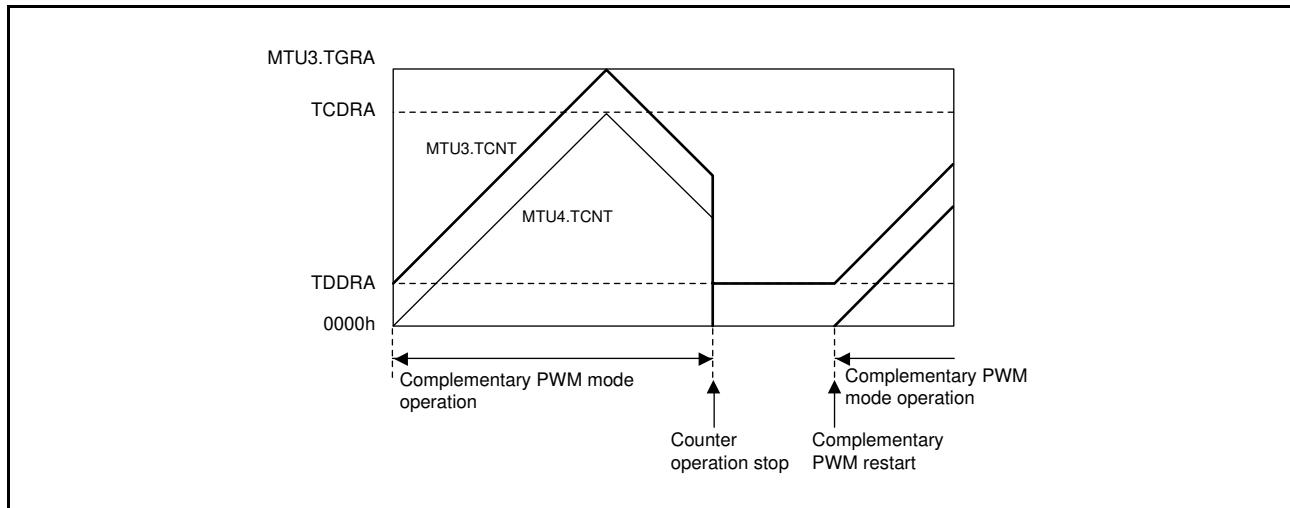 MTU3.TGRA
TCDRA
MTU3.TCNT
MTU4.TCNT
TDDRA
0000h
Complementary PWM mode
operation
Complementary PWM
mode operation
Counter
operation stop
Complementary
PWM restart